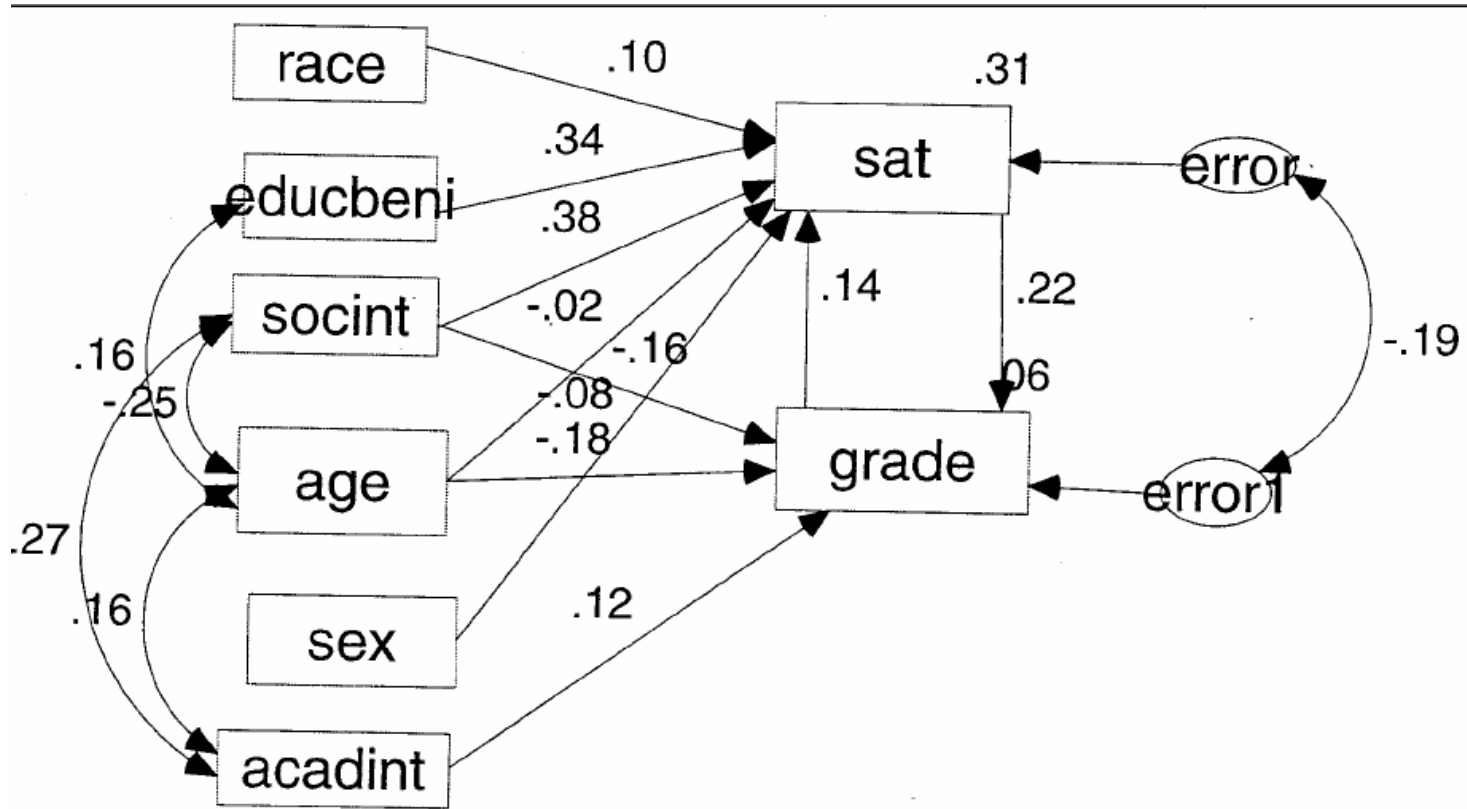 race
.10
.31
.34
sat
error
educbeni
.38
socint
-.02
.14
.22
.16
-.16
-.19
-.25
-.08
.06
-.18
age
grade
error1
.27
.16
.12
sex
acadint